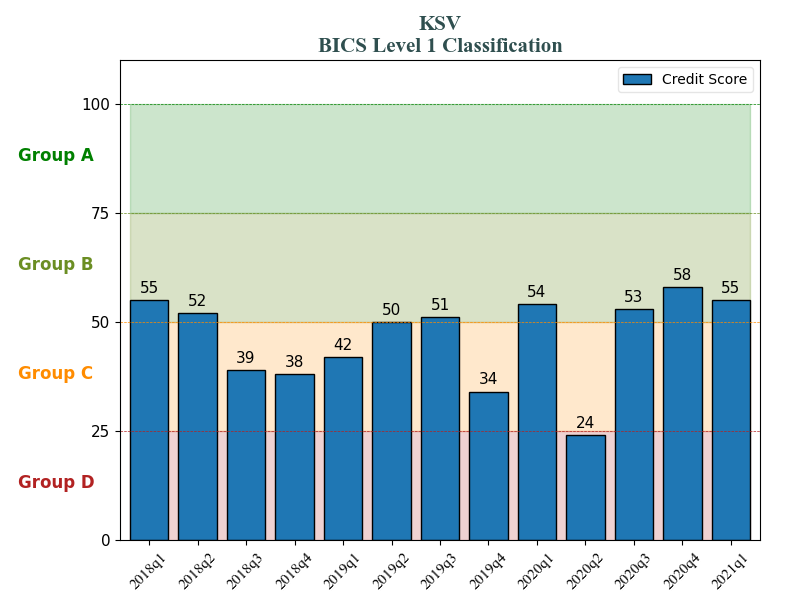 KSV
BICS Level 1 Classification
Credit Score
100
Group A
75
Group B
58
55
52
50
51
54
53
55
50
39
38
42
34
Group C
24
25
Group D
0
2018q1
2018q2
2018q3
2018q4
2019q1
2019q2
2019q3
2019q4
2020q1
2020q2
2020q3
2020q4
2021q1